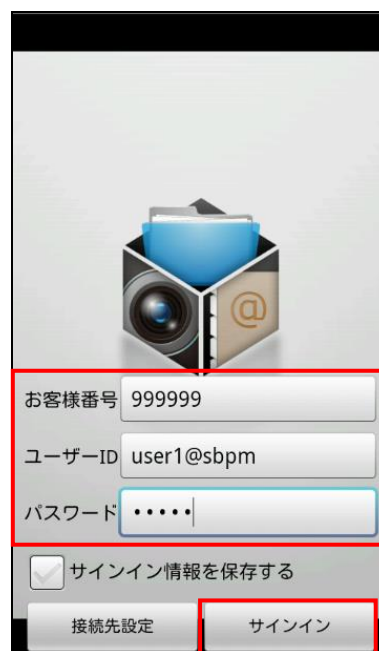 @
お客様番号 999999
ユーザーID user1@sbpm
パスワード ·····
サインイン情報を保存する
接続先設定 サインイン